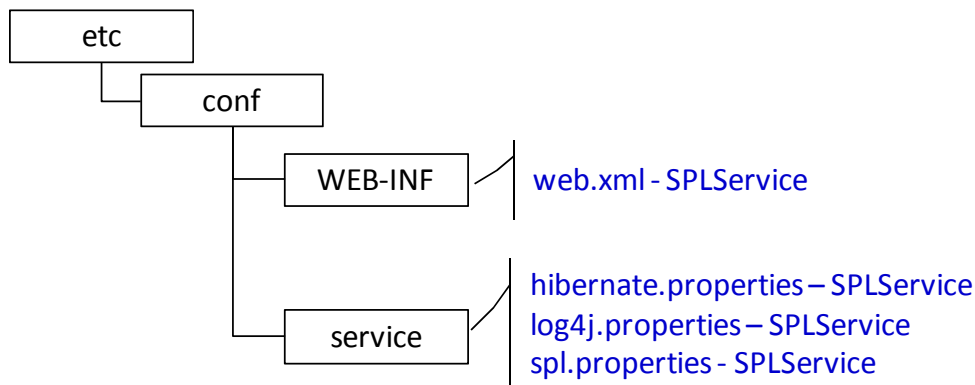 etc
conf
WEB-INF
web.xml - SPLService
hibernate.properties – SPLService
log4j.properties – SPLService
service
spl.properties - SPLService